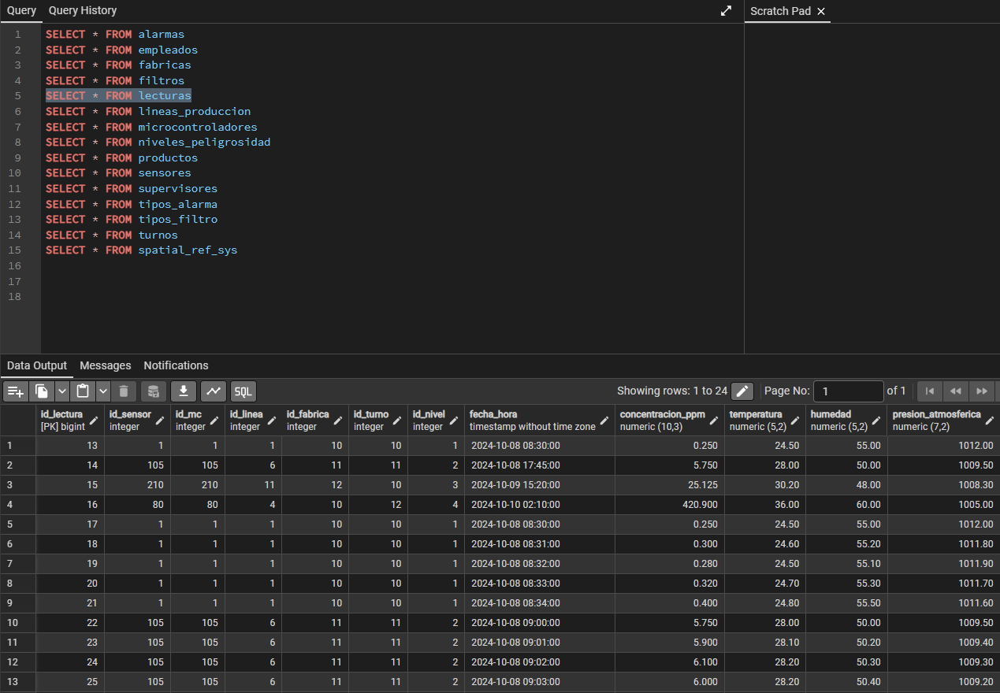 Query Query History Scratch Pad
1 SELECT * FROM alarmas
2 SELECT * FROM empleados
3 SELECT * FROM fabricas
4 SELECT * FROM filtros
5 SELECT * FROM lecturas
6 SELECT * FROM lineas_produccion
7 SELECT * FROM microcontroladores
8 SELECT * FROM niveles_peligrosidad
9 SELECT * FROM productos
10 SELECT * FROM sensores
11 SELECT * FROM supervisores
12 SELECT * FROM tipos_alarma
13 SELECT * FROM tipos_filtro
14 SELECT * FROM turnos
15 SELECT * FROM spatial_ref_sys
16
17
18
Data Output Messages Notifications
SQL Showing rows: 1 to 24 Page No: 1 of 1
id_lectura id_sensor id_mc id_linea id_fabrica id_turno id_nivel fecha_hora concentracion_ppm temperatura humedad presion_atmosferica
[PK] bigint integer integer integer integer integer integer timestamp without time zone numeric (10,3) numeric (5,2) numeric (5,2) numeric (7,2)
1 13 1 1 1 10 10 1 2024-10-08 08:30:00 0.250 24.50 55.00 1012.00
2 14 105 105 6 11 11 2 2024-10-08 17:45:00 5.750 28.00 50.00 1009.50
3 15 210 210 11 12 10 3 2024-10-09 15:20:00 25.125 30.20 48.00 1008.30
4 16 80 80 4 10 12 4 2024-10-10 02:10:00 420.900 36.00 60.00 1005.00
5 17 1 1 1 10 10 1 2024-10-08 08:30:00 0.250 24.50 55.00 1012.00
6 18 1 1 1 10 10 1 2024-10-08 08:31:00 0.300 24.60 55.20 1011.80
7 19 1 1 1 10 10 1 2024-10-08 08:32:00 0.280 24.50 55.10 1011.90
8 20 1 1 1 10 10 1 2024-10-08 08:33:00 0.320 24.70 55.30 1011.70
9 21 1 1 1 10 10 1 2024-10-08 08:34:00 0.400 24.80 55.50 1011.60
10 22 105 105 6 11 11 2 2024-10-08 09:00:00 5.750 28.00 50.00 1009.50
11 23 105 105 6 11 11 2 2024-10-08 09:01:00 5.900 28.10 50.20 1009.40
12 24 105 105 6 11 11 2 2024-10-08 09:02:00 6.100 28.20 50.30 1009.30
13 25 105 105 6 11 11 2 2024-10-08 09:03:00 6.000 28.20 50.40 1009.20